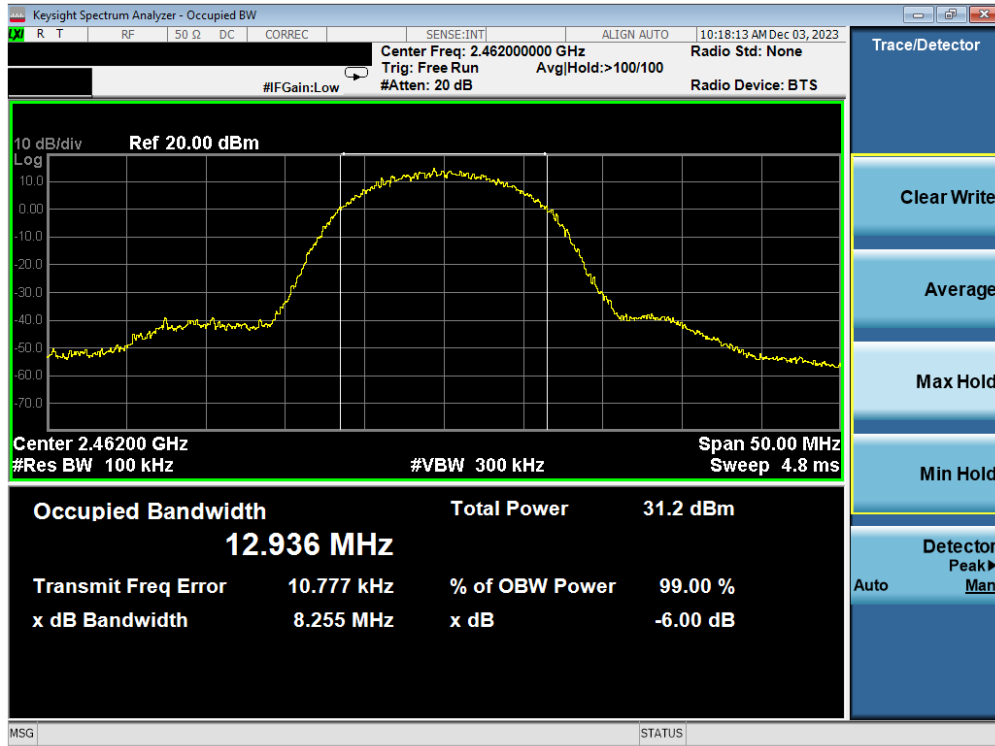 Keysight Spectrum Analyzer - Occupied BW
LXI R T RF 50 Ω DC CORREC SENSE:INT ALIGN AUTO 10:18:13 AM Dec 03, 2023
Center Freq: 2.462000000 GHz Radio Std: None
Trig: Free Run Avg|Hold:>100/100
#IFGain:Low #Atten: 20 dB Radio Device: BTS
Trace/Detector
10 dB/div Ref 20.00 dBm
Log
10.0
0.00
-10.0
-20.0
-30.0
-40.0
-50.0
-60.0
-70.0
Center 2.46200 GHz Span 50.00 MHz
#Res BW 100 kHz #VBW 300 kHz Sweep 4.8 ms
Occupied Bandwidth Total Power 31.2 dBm
12.936 MHz
Transmit Freq Error 10.777 kHz % of OBW Power 99.00 %
x dB Bandwidth 8.255 MHz x dB -6.00 dB
Clear Write
Average
Max Hold
Min Hold
Detector
Peak
Auto Man
MSG STATUS